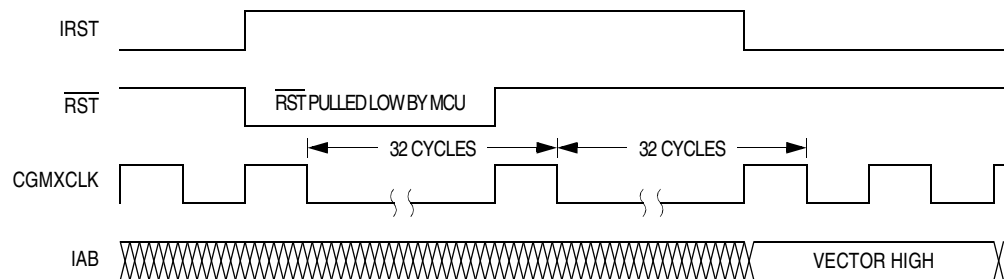 IRST
RST
RST PULLED LOW BY MCU
32 CYCLES 32 CYCLES
CGMXCLK
IAB
VECTOR HIGH